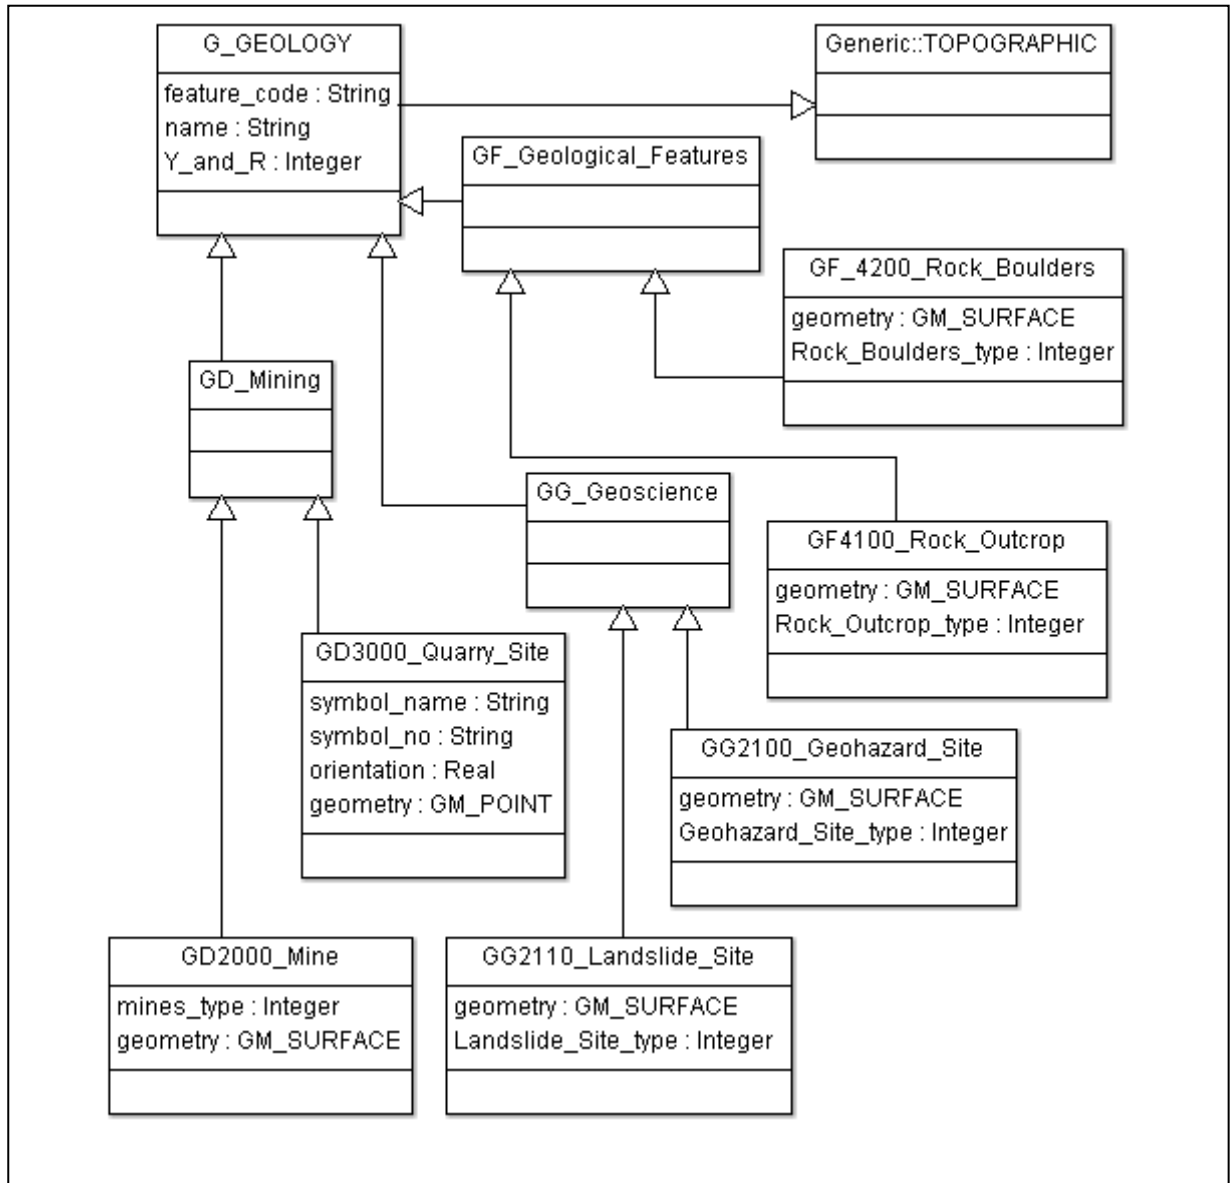 G_GEOLOGY
feature_code : String
name : String
Y_and_R : Integer
Generic::TOPOGRAPHIC
GF_Geological_Features
GF_4200_Rock_Boulders
geometry : GM_SURFACE
Rock_Boulders_type : Integer
GD_Mining
GG_Geoscience
GF4100_Rock_Outcrop
geometry : GM_SURFACE
Rock_Outcrop_type : Integer
GD3000_Quarry_Site
symbol_name : String
symbol_no : String
orientation : Real
geometry : GM_POINT
GG2100_Geohazard_Site
geometry : GM_SURFACE
Geohazard_Site_type : Integer
GD2000_Mine
mines_type : Integer
geometry : GM_SURFACE
GG2110_Landslide_Site
geometry : GM_SURFACE
Landslide_Site_type : Integer